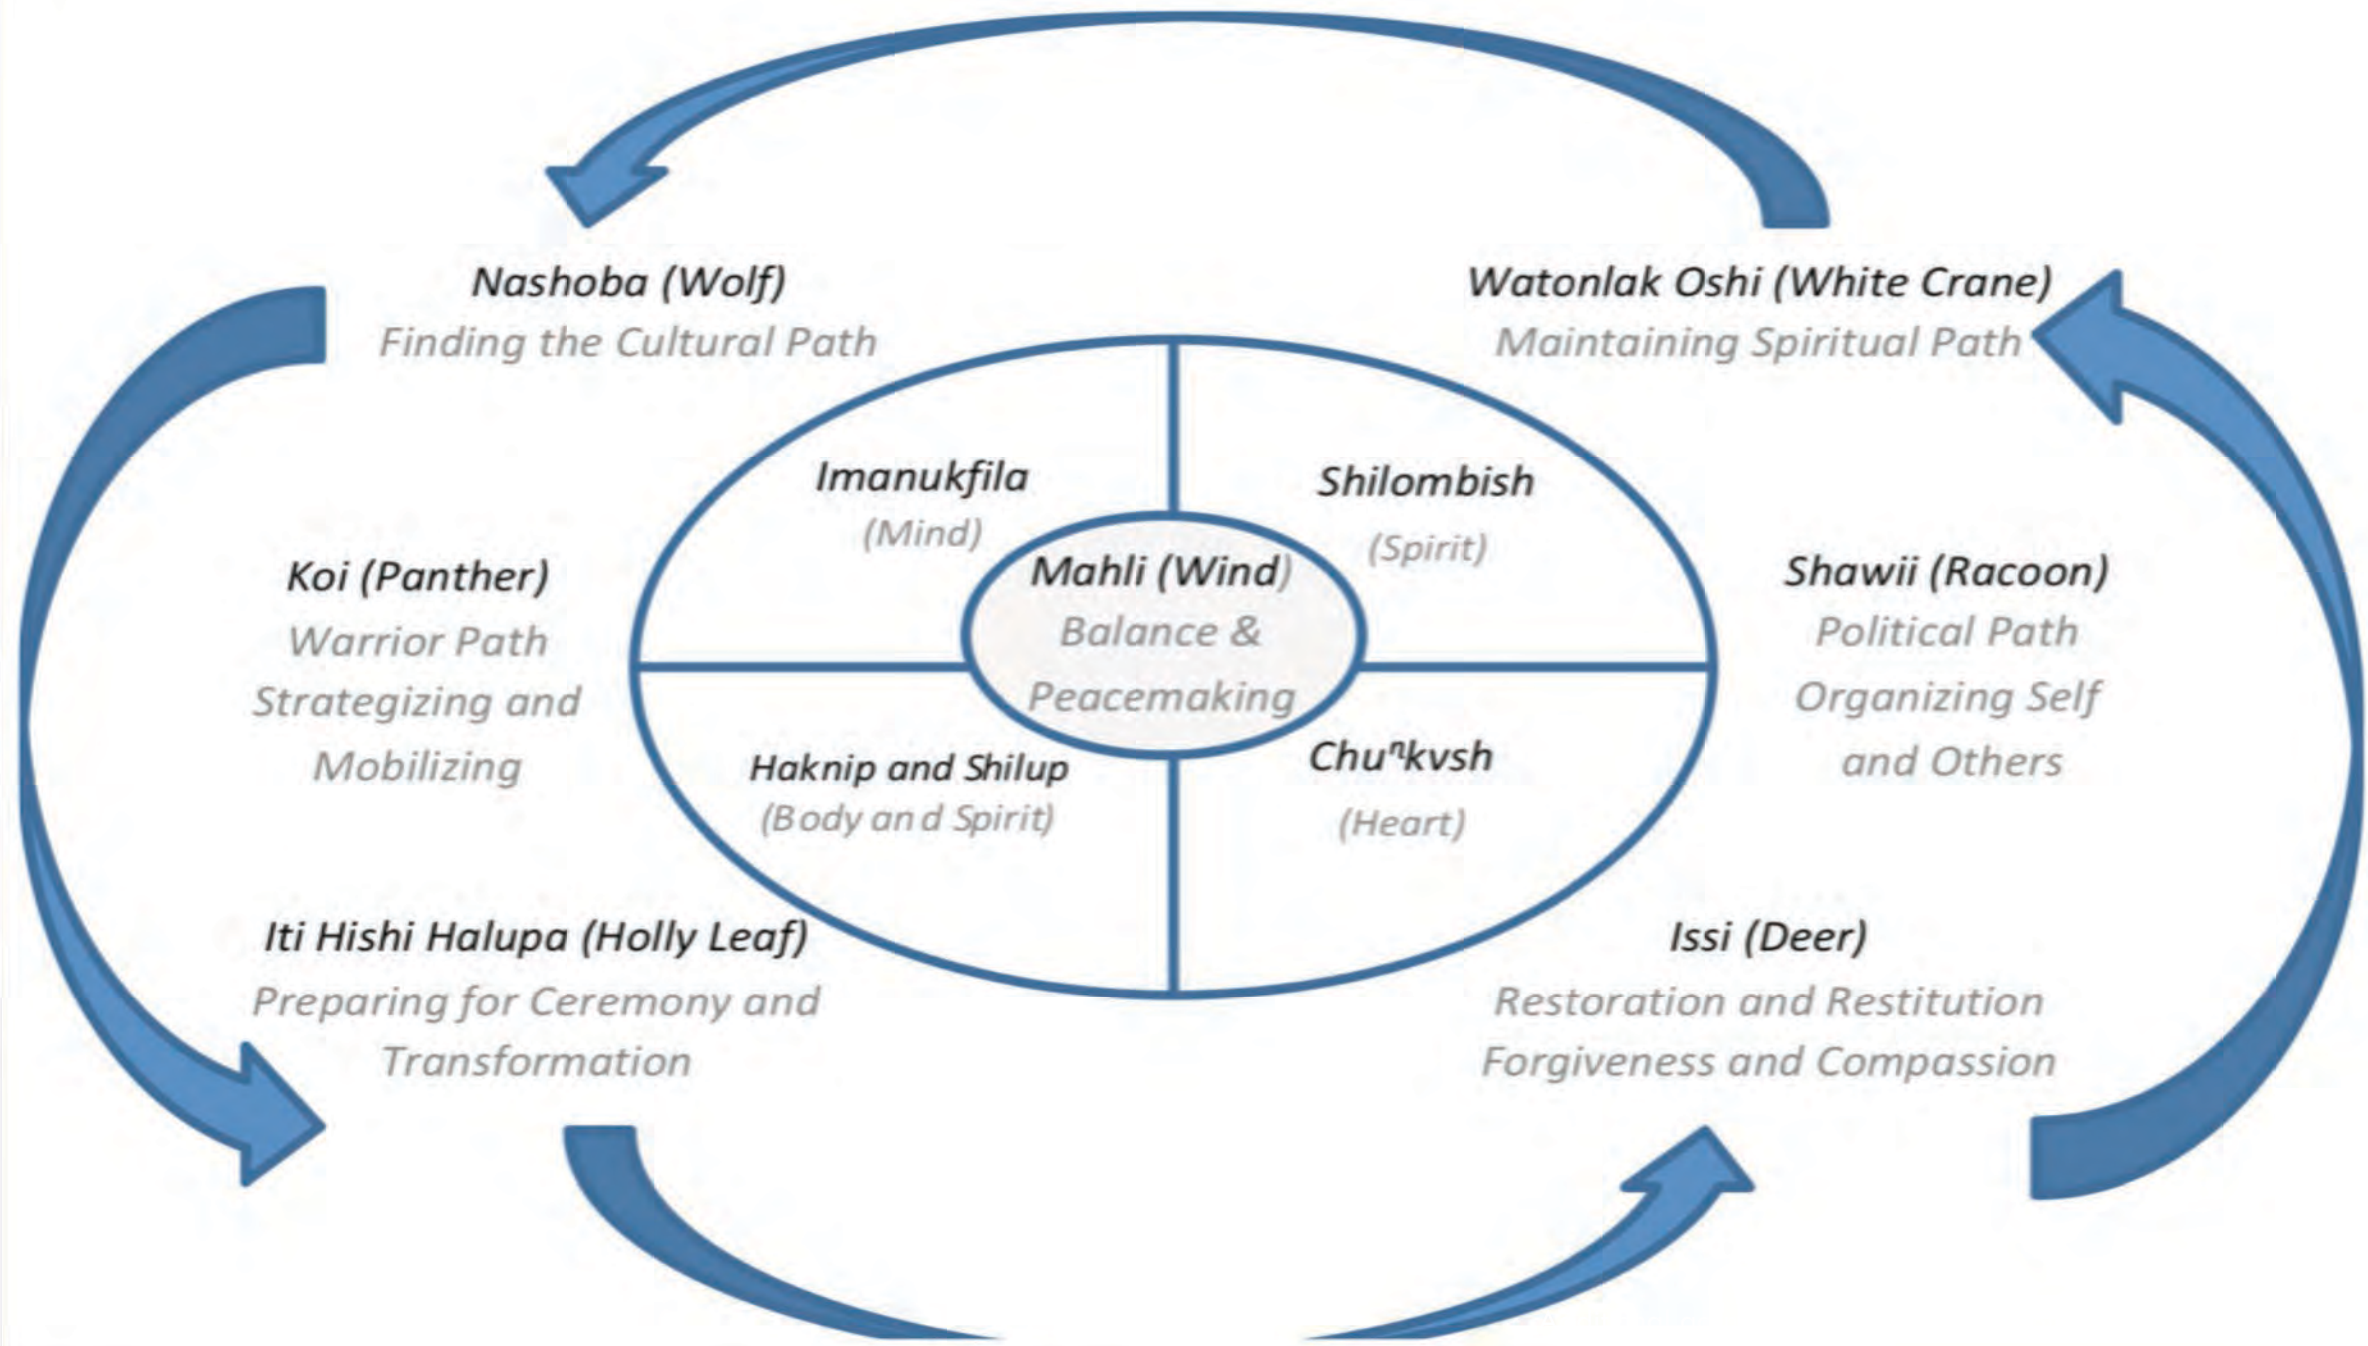 Nashoba (Wolf)
Finding the Cultural Path
Watonlak Oshi (White Crane)
Maintaining Spiritual Path
Imanukfila
(Mind)
Shilombish
(Spirit)
Koi (Panther)
Warrior Path
Strategizing and
Mobilizing
Mahli (Wind)
Balance &
Peacemaking
Shawii (Racoon)
Political Path
Organizing Self
and Others
Haknip and Shilup
(Body and Spirit)
Chuⁿkvsh
(Heart)
Iti Hishi Halupa (Holly Leaf)
Preparing for Ceremony and
Transformation
Issi (Deer)
Restoration and Restitution
Forgiveness and Compassion